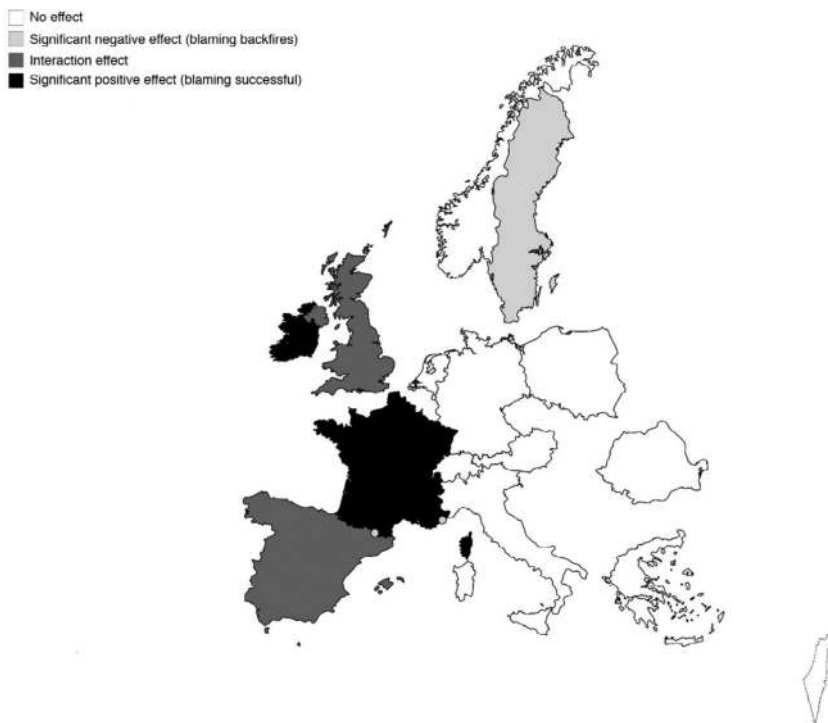 No effect
Significant negative effect (blaming backfires)
Interaction effect
Significant positive effect (blaming successful)